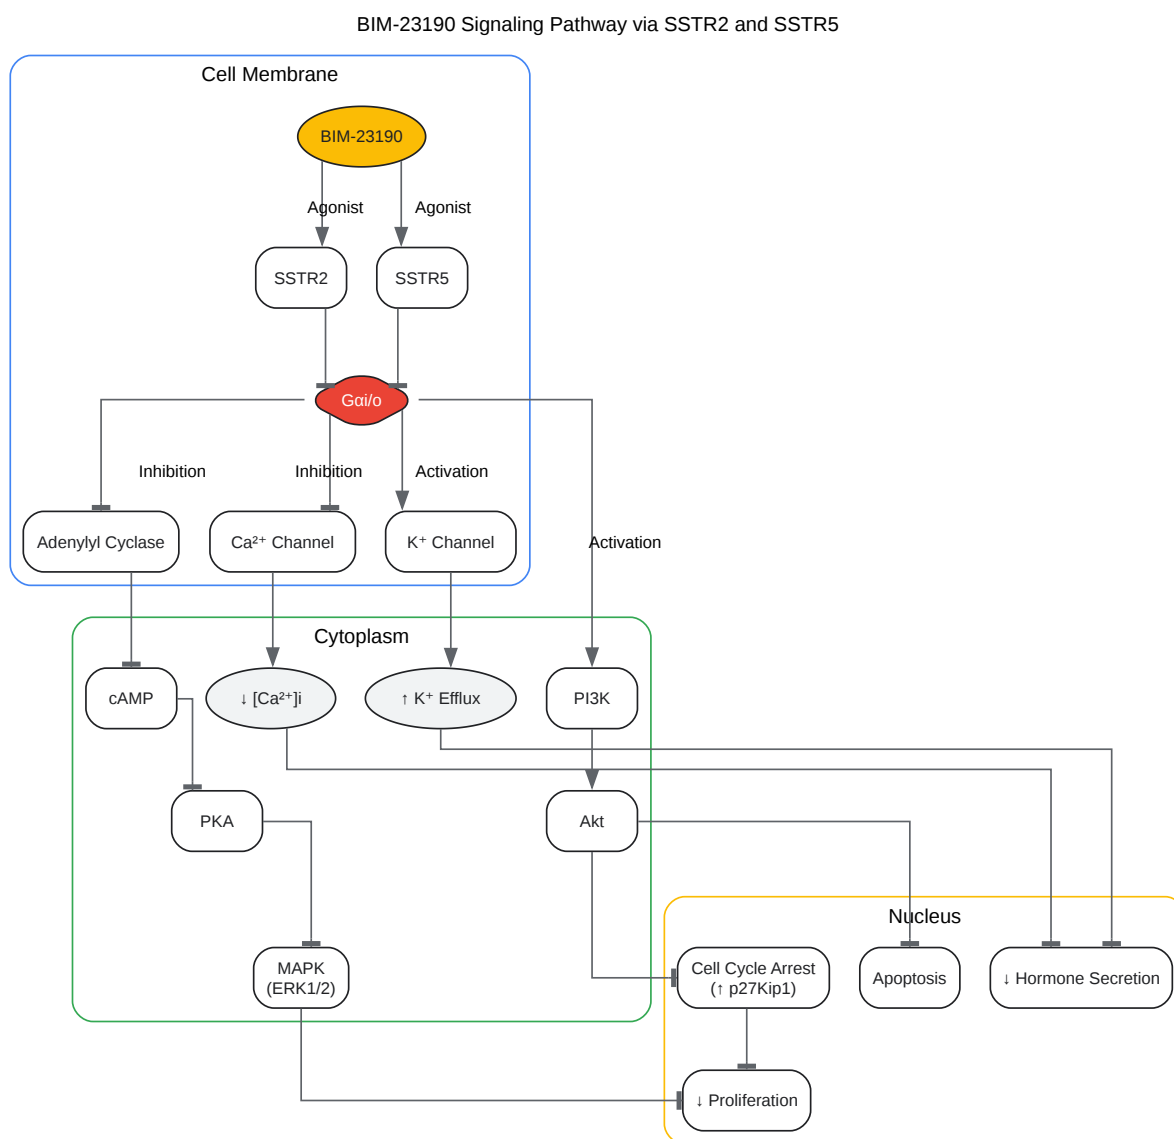 BIM-23190 Signaling Pathway via SSTR2 and SSTR5
Cell Membrane
BIM-23190
Agonist
Agonist
SSTR2
SSTR5
Gαi/o
Inhibition
Inhibition
Activation
Adenylyl Cyclase
Ca²⁺ Channel
K⁺ Channel
Activation
Cytoplasm
cAMP
↓ [Ca²⁺]i
↑ K⁺ Efflux
PI3K
PKA
Akt
Nucleus
MAPK
(ERK1/2)
Cell Cycle Arrest
(↑ p27Kip1)
Apoptosis
↓ Hormone Secretion
↓ Proliferation